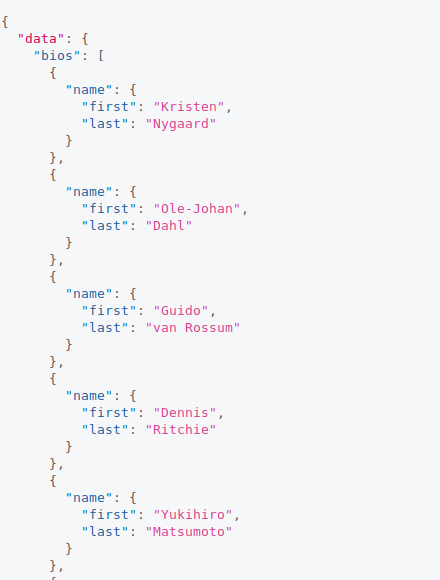 {
  "data": {
    "bios": [
      {
        "name": {
          "first": "Kristen",
          "last": "Nygaard"
        }
      },
      {
        "name": {
          "first": "Ole-Johan",
          "last": "Dahl"
        }
      },
      {
        "name": {
          "first": "Guido",
          "last": "van Rossum"
        }
      },
      {
        "name": {
          "first": "Dennis",
          "last": "Ritchie"
        }
      },
      {
        "name": {
          "first": "Yukihiro",
          "last": "Matsumoto"
        }
      },
      {